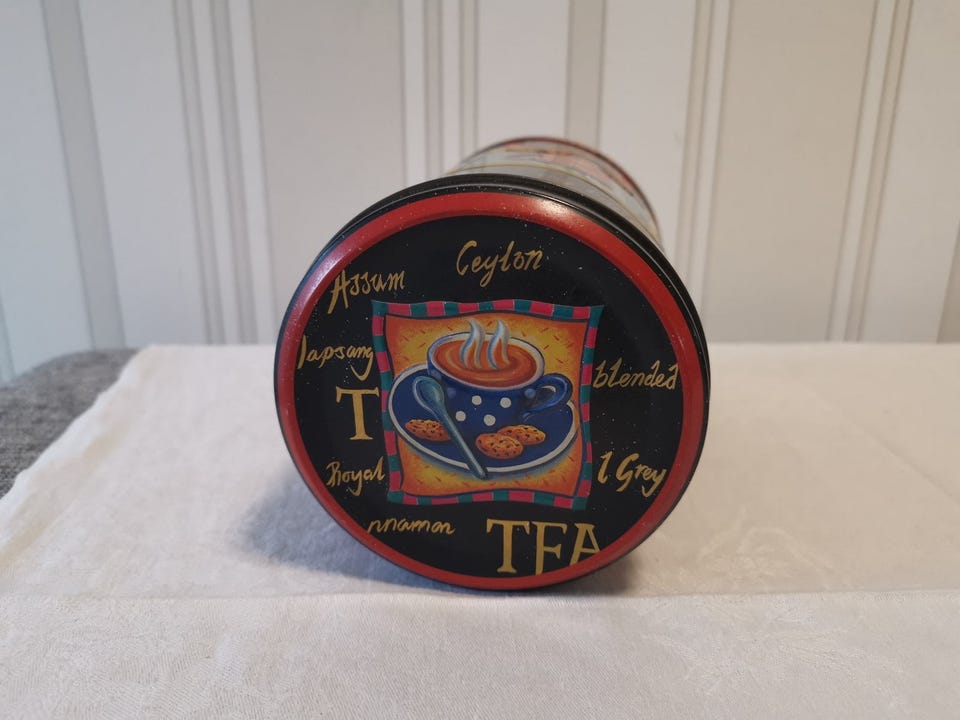 Ceylon
Assam
lapsang
blended
T
Royal
l Grey
nnamon
TEA